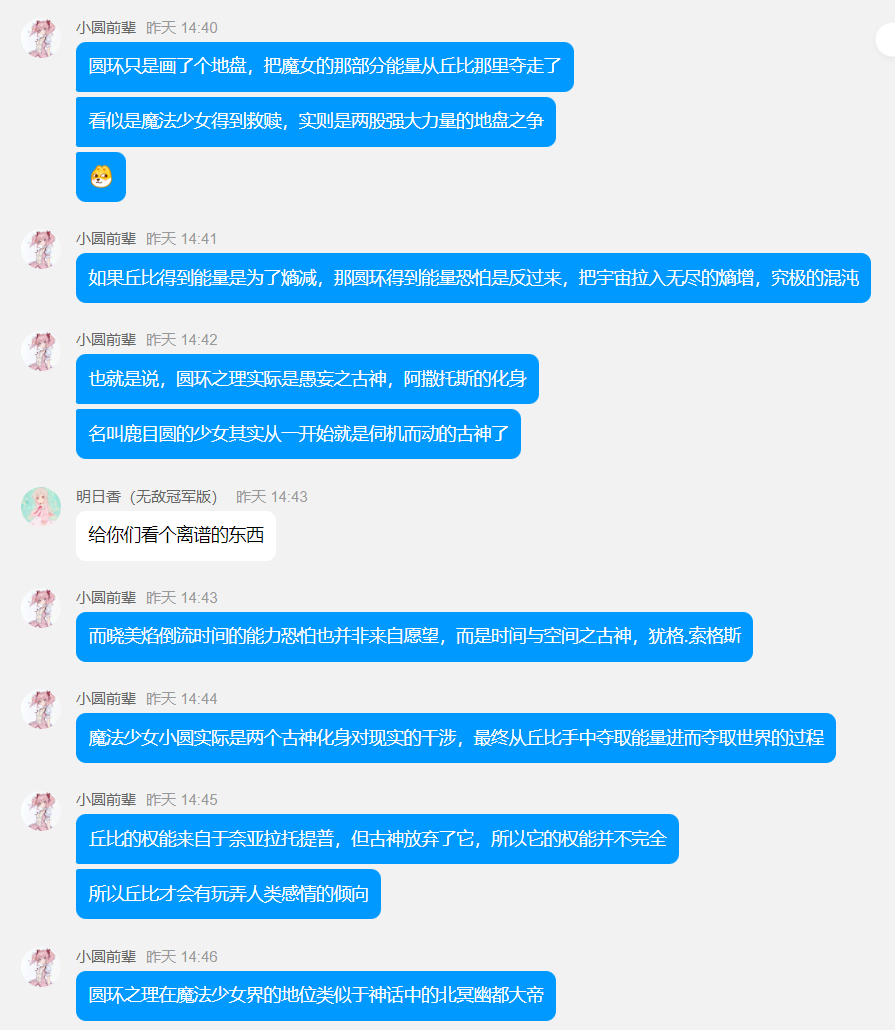 小圆前辈 昨天 14:40
圆环只是画了个地盘，把魔女的那部分能量从丘比那里夺走了
看似是魔法少女得到救赎，实则是两股强大力量的地盘之争
小圆前辈 昨天 14:41
如果丘比得到能量是为了熵减，那圆环得到能量恐怕是反过来，把宇宙拉入无尽的熵增，究极的混沌
小圆前辈 昨天 14:42
也就是说，圆环之理实际是愚妄之古神，阿撒托斯的化身
名叫鹿目圆的少女其实从一开始就是伺机而动的古神了
明日香（无敌冠军版） 昨天 14:43
给你们看个离谱的东西
小圆前辈 昨天 14:43
而晓美焰倒流时间的能力恐怕也并非来自愿望，而是时间与空间之古神，犹格.索格斯
小圆前辈 昨天 14:44
魔法少女小圆实际是两个古神化身对现实的干涉，最终从丘比手中夺取能量进而夺取世界的过程
小圆前辈 昨天 14:45
丘比的权能来自于奈亚拉托提普，但古神放弃了它，所以它的权能并不完全
所以丘比才会有玩弄人类感情的倾向
小圆前辈 昨天 14:46
圆环之理在魔法少女界的地位类似于神话中的北冥幽都大帝